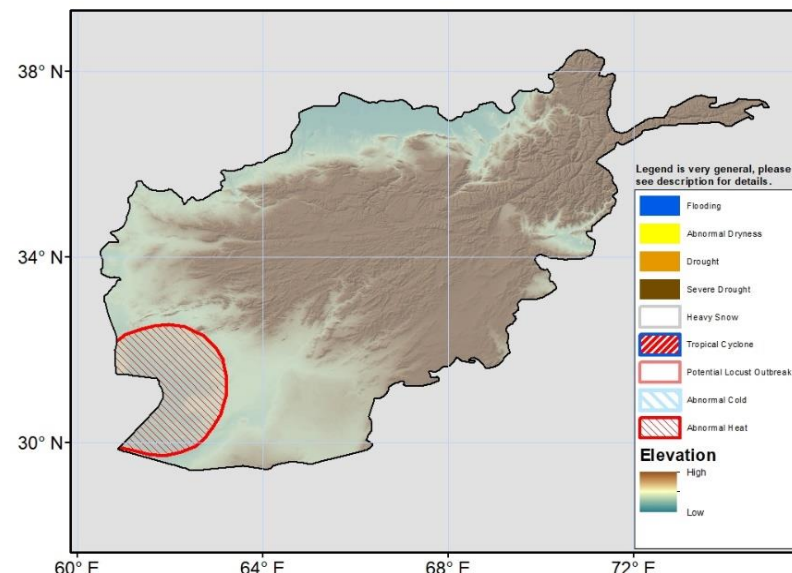 38° N
34° N
30° N
60° E
64° E
68° E
72° E
Legend is very general, please
see description for details.
Flooding
Abnormal Dryness
Drought
Severe Drought
Heavy Snow
Tropical Cyclone
Potential Locust Outbreak
Abnormal Cold
Abnormal Heat
Elevation
High
Low